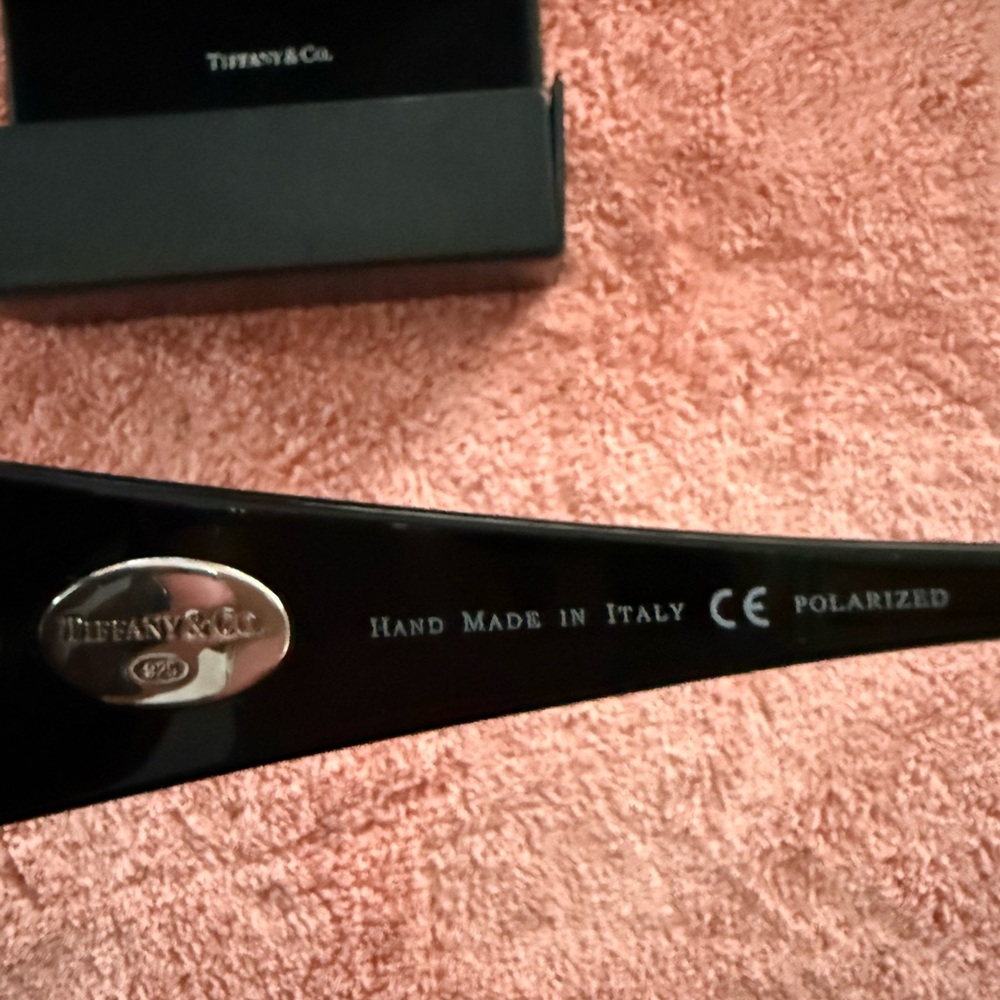 TIFFANY & CO.
TIFFANY & CO.
925
HAND MADE IN ITALY CE POLARIZED